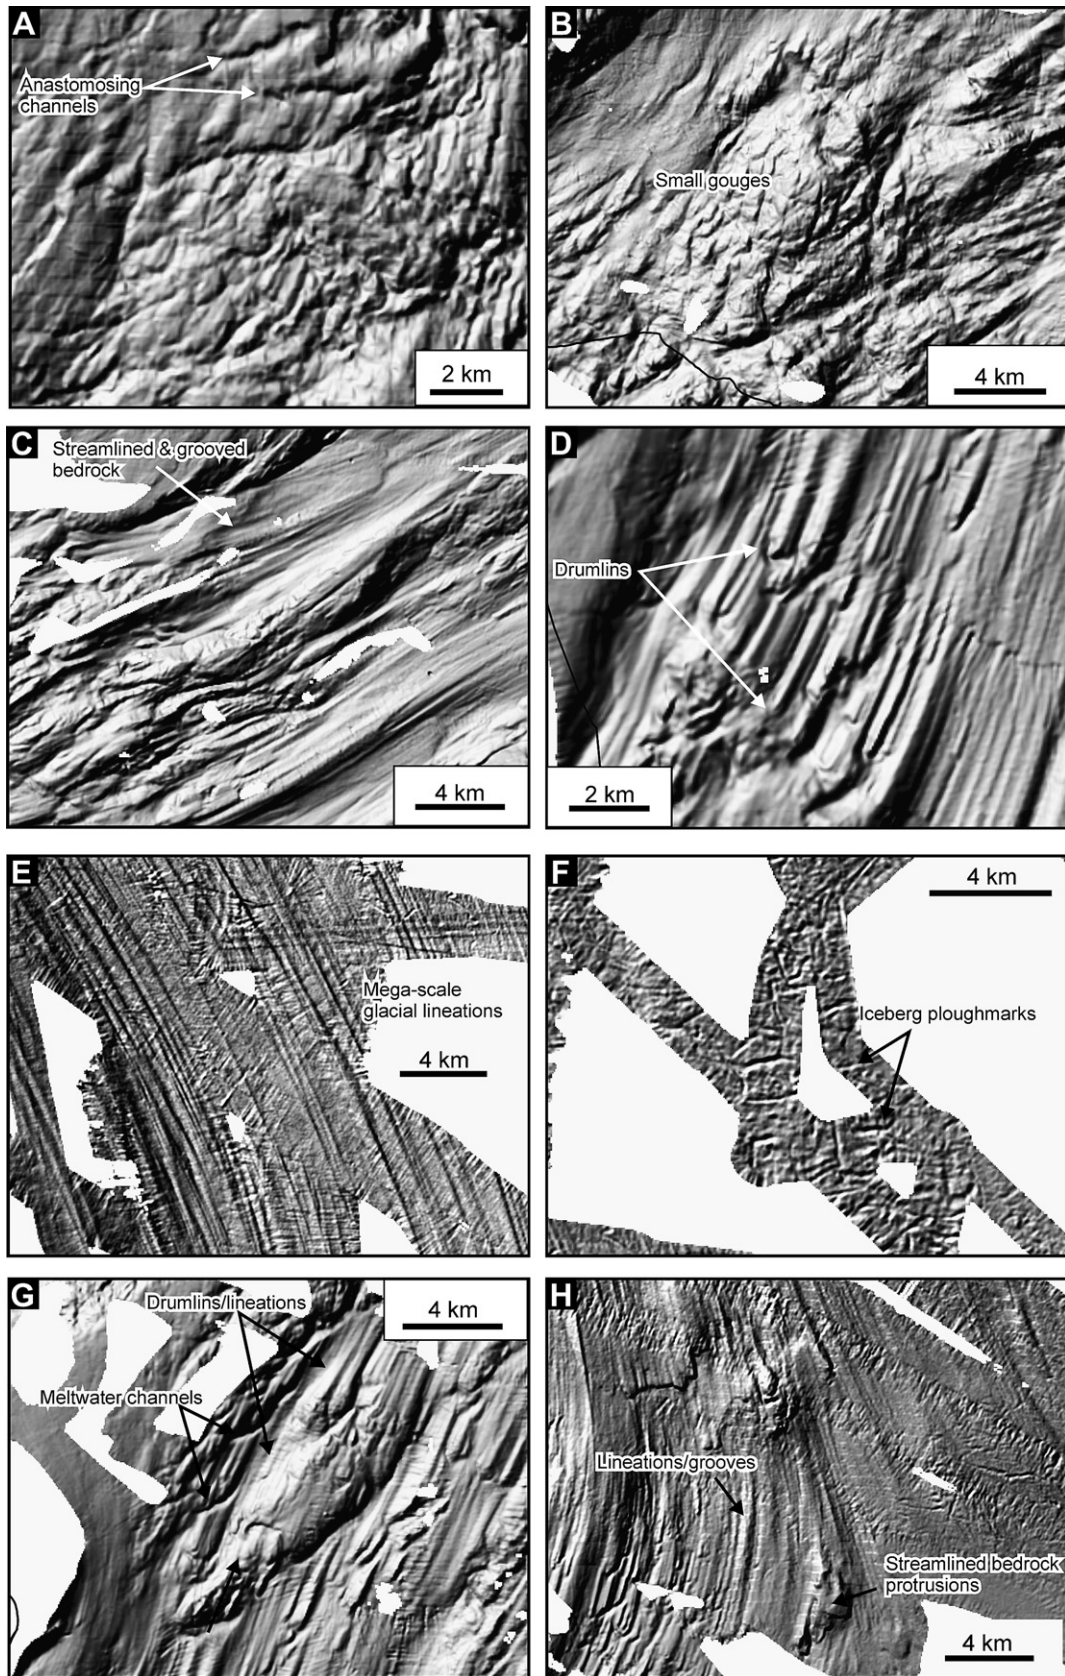 A
Anastomosing
channels
2 km
B
Small gouges
4 km
C
Streamlined & grooved
bedrock
4 km
D
Drumlins
2 km
E
Mega-scale
glacial lineations
4 km
F
4 km
Iceberg ploughmarks
G
Drumlins/lineations
4 km
Meltwater channels
H
Lineations/grooves
Streamlined bedrock
protrusions
4 km